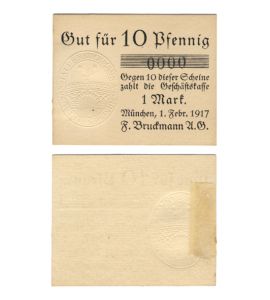 Gut für 10 Pfennig
0000
Gegen 10 dieser Scheine
zahlt die Geschäftskasse
1 Mark.
München, 1. Febr. 1917
F. Bruckmann A.G.